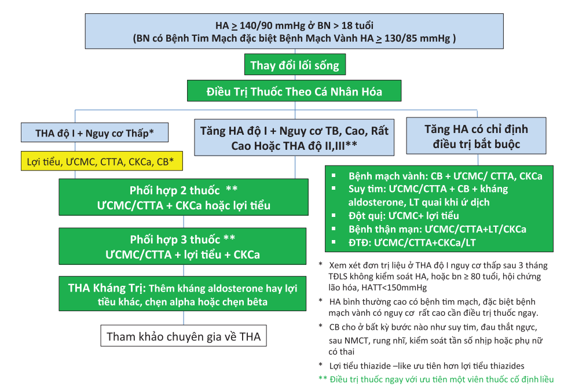 HA ≥ 140/90 mmHg ở BN > 18 tuổi
(BN có Bệnh Tim Mạch đặc biệt Bệnh Mạch Vành HA ≥ 130/85 mmHg )
Thay đổi lối sống
Điều Trị Thuốc Theo Cá Nhân Hóa
THA độ I + Nguy cơ Thấp*
Lợi tiểu, ƯCMC, CTTA, CKCa, CB*
Tăng HA độ I + Nguy cơ TB, Cao, Rất
Cao Hoặc THA độ II,III**
Tăng HA có chỉ định
điều trị bắt buộc
Phối hợp 2 thuốc **
ƯCMC/CTTA + CKCa hoặc lợi tiểu
Phối hợp 3 thuốc **
ƯCMC/CTTA + lợi tiểu + CKCa
THA Kháng Trị: Thêm kháng aldosterone hay lợi
tiểu khác, chẹn alpha hoặc chẹn bêta
Tham khảo chuyên gia về THA
▪ Bệnh mạch vành: CB + ƯCMC/ CTTA, CKCa
▪ Suy tim: ƯCMC/CTTA + CB + kháng
aldosterone, LT quai khi ứ dịch
▪ Đột quị: ƯCMC+ lợi tiểu
▪ Bệnh thận mạn: ƯCMC/CTTA+LT/CKCa
▪ ĐTĐ: ƯCMC/CTTA+CKCa/LT
* Xem xét đơn trị liệu ở THA độ I nguy cơ thấp sau 3 tháng
TĐLS không kiểm soát HA, hoặc bn ≥ 80 tuổi, hội chứng
lão hóa, HATT<150mmHg
* HA bình thường cao có bệnh tim mạch, đặc biệt bệnh
mạch vành có nguy cơ rất cao cần điều trị thuốc ngay.
* CB cho ở bất kỳ bước nào như suy tim, đau thắt ngực,
sau NMCT, rung nhĩ, kiểm soát tần số nhịp hoặc phụ nữ
có thai
* Lợi tiểu thiazide –like ưu tiên hơn lợi tiểu thiazides
** Điều trị thuốc ngay với ưu tiên một viên thuốc cố định liều